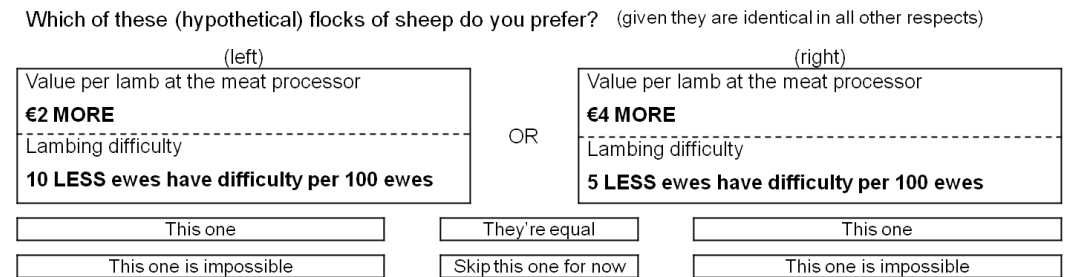 Which of these (hypothetical) flocks of sheep do you prefer? (given they are identical in all other respects)
(left)
Value per lamb at the meat processor
€2 MORE
Lambing difficulty
10 LESS ewes have difficulty per 100 ewes
OR
(right)
Value per lamb at the meat processor
€4 MORE
Lambing difficulty
5 LESS ewes have difficulty per 100 ewes
This one
They're equal
This one
This one is impossible
Skip this one for now
This one is impossible